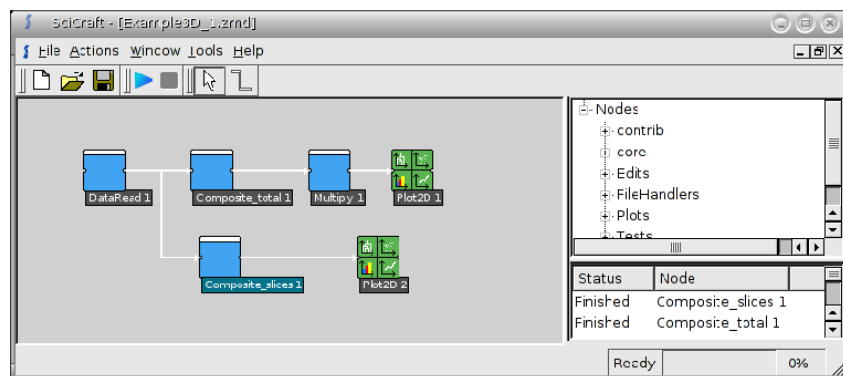 SciCraft - [Example3D_1.zmd]
File Actions Window Tools Help
Nodes
contrib
core
Edits
FileHandlers
Plots
Tests
DataRead 1
Composite_total 1
Multipy 1
Plot2D 1
Composite_slices 1
Plot2D 2
Status Node
Finished Composite_slices 1
Finished Composite_total 1
Ready 0%